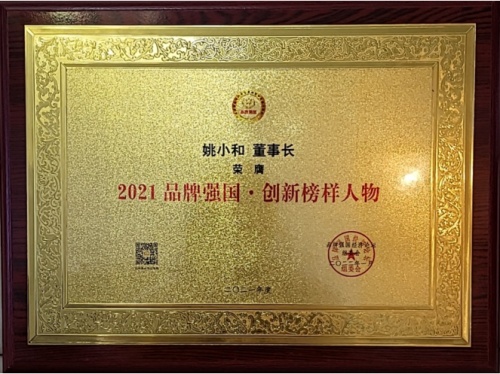 姚小和 董事长
荣膺
2021 品牌强国·创新榜样人物
二〇二一年度